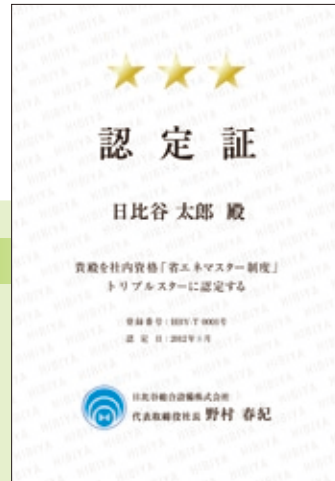 認定証
日比谷 太郎 殿
貴殿を社内資格「省エネマスター制度」
トリプルスターに認定する
日比谷総合設備株式会社
代表取締役社長 野村 春紀
HIBIYA